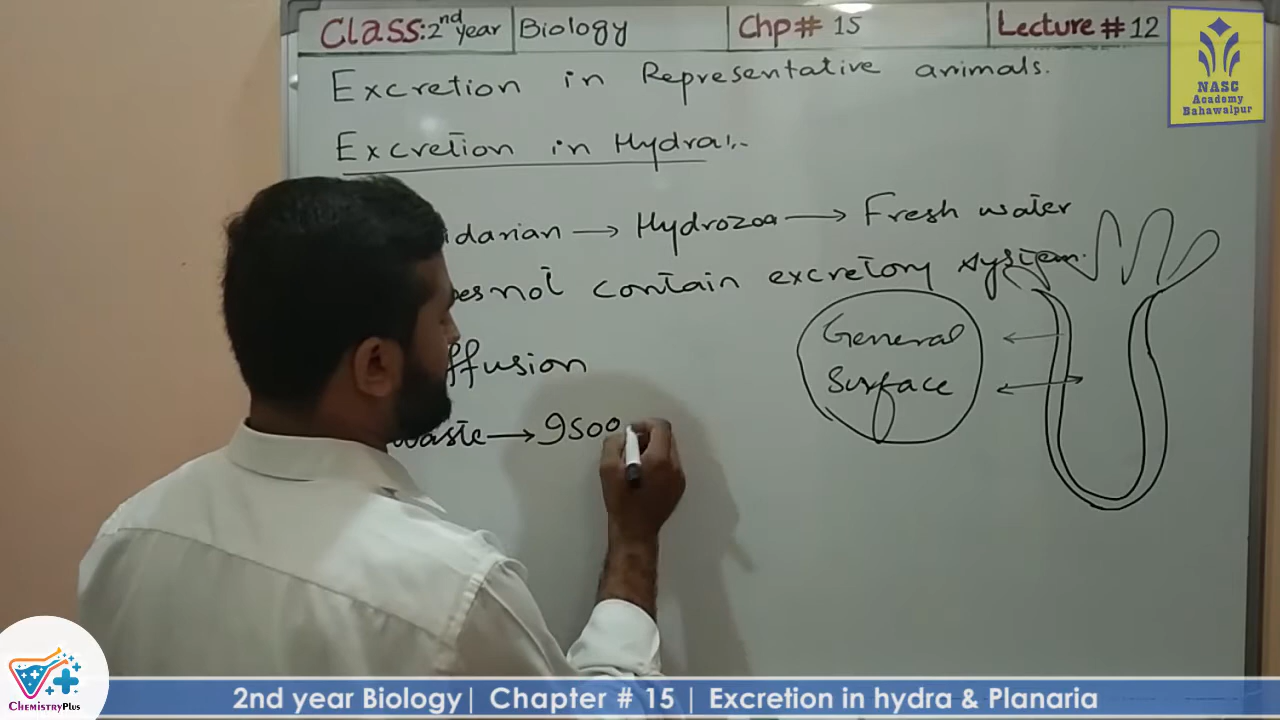 Class: 2nd year
Biology
Chp# 15
Lecture # 12
NASC
Academy
Bahawalpur
Excretion in Representative animals.
Excretion in Hydra:-
idarian → Hydrozoa → Fresh water
es not contain excretory system.
General
Surface
ffusion
waste →
ChemistryPlus
2nd year Biology| Chapter # 15 | Excretion in hydra & Planaria